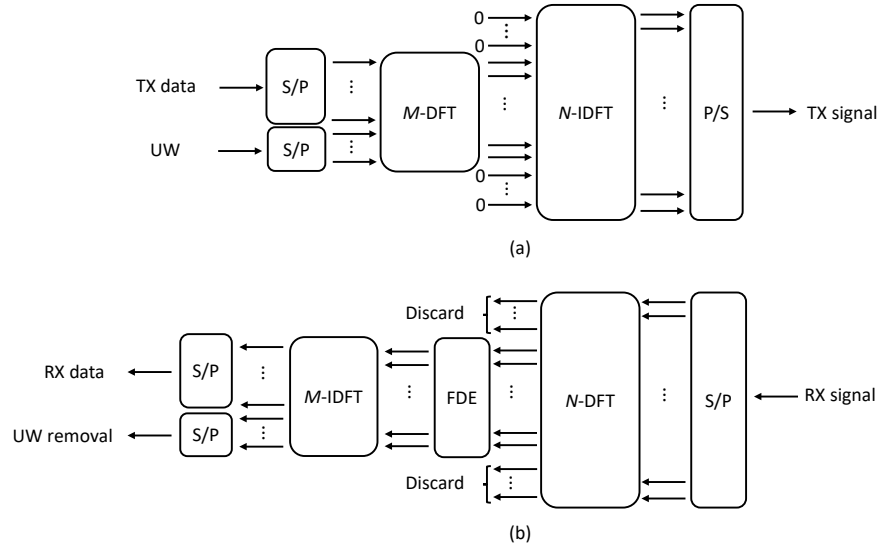 TX data
UW
S/P
S/P
⋮
⋮
M-DFT
0
⋮
0
⋮
0
⋮
0
N-IDFT
⋮
P/S
TX signal
(a)
RX data
UW removal
S/P
S/P
⋮
⋮
M-IDFT
⋮
FDE
Discard
⋮
⋮
Discard
⋮
N-DFT
⋮
S/P
RX signal
(b)